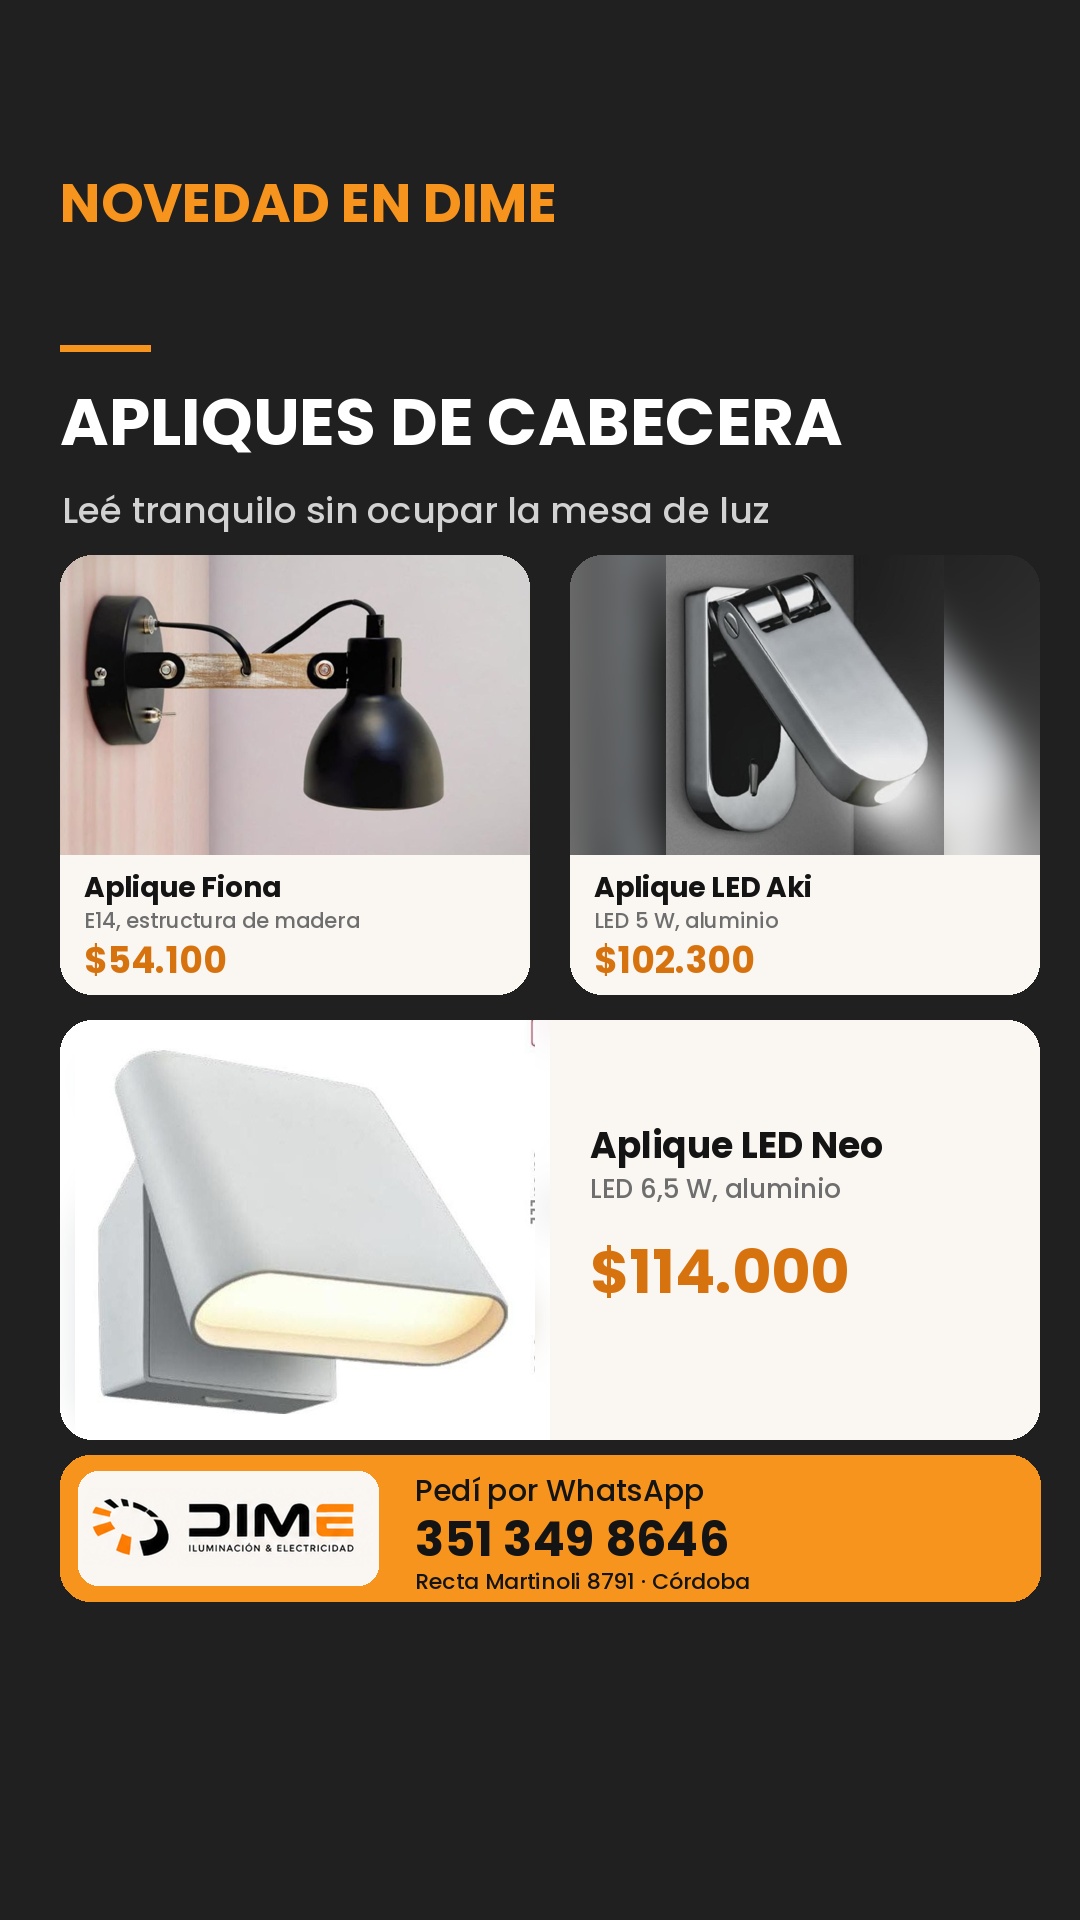 NOVEDAD EN DIME
APLIQUES DE CABECERA
Leé tranquilo sin ocupar la mesa de luz
Aplique Fiona
E14, estructura de madera
$54.100
Aplique LED Aki
LED 5 W, aluminio
$102.300
Aplique LED Neo
LED 6,5 W, aluminio
$114.000
DIME
ILUMINACIÓN & ELECTRICIDAD
Pedí por WhatsApp
351 349 8646
Recta Martinoli 8791 · Córdoba